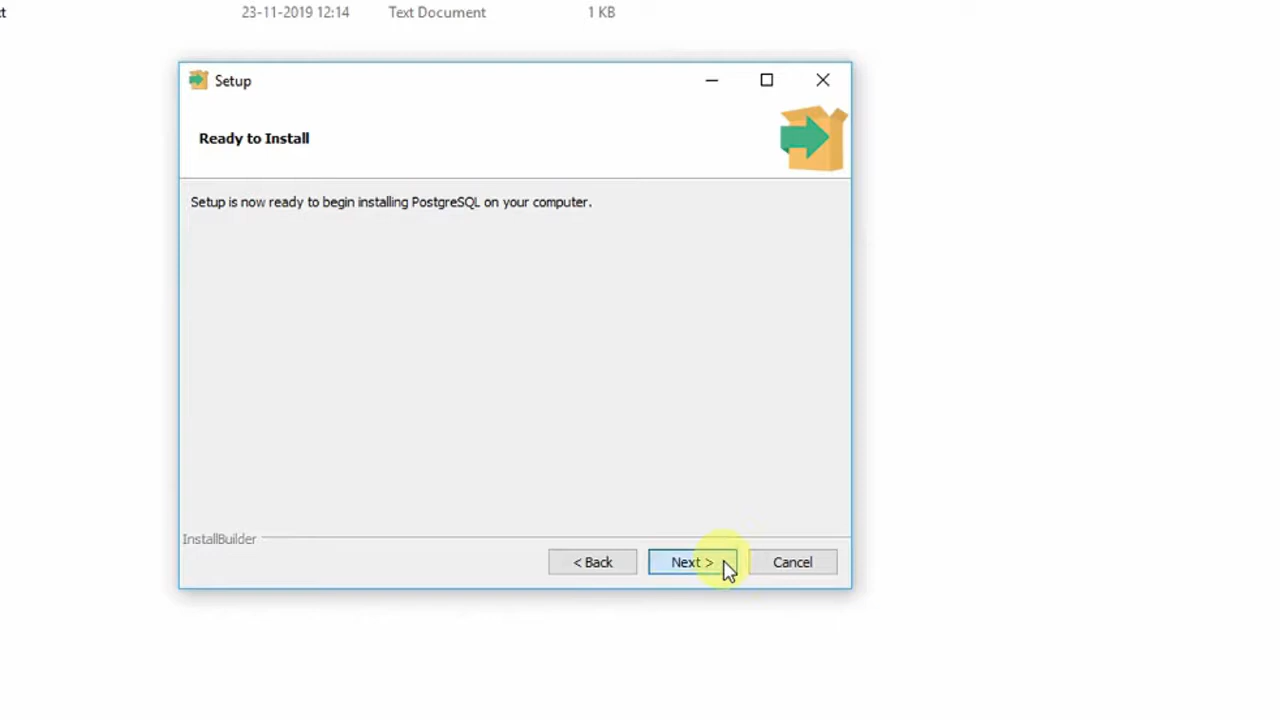 23-11-2019 12:14 Text Document 1 KB
Setup
Ready to Install
Setup is now ready to begin installing PostgreSQL on your computer.
InstallBuilder
< Back Next > Cancel